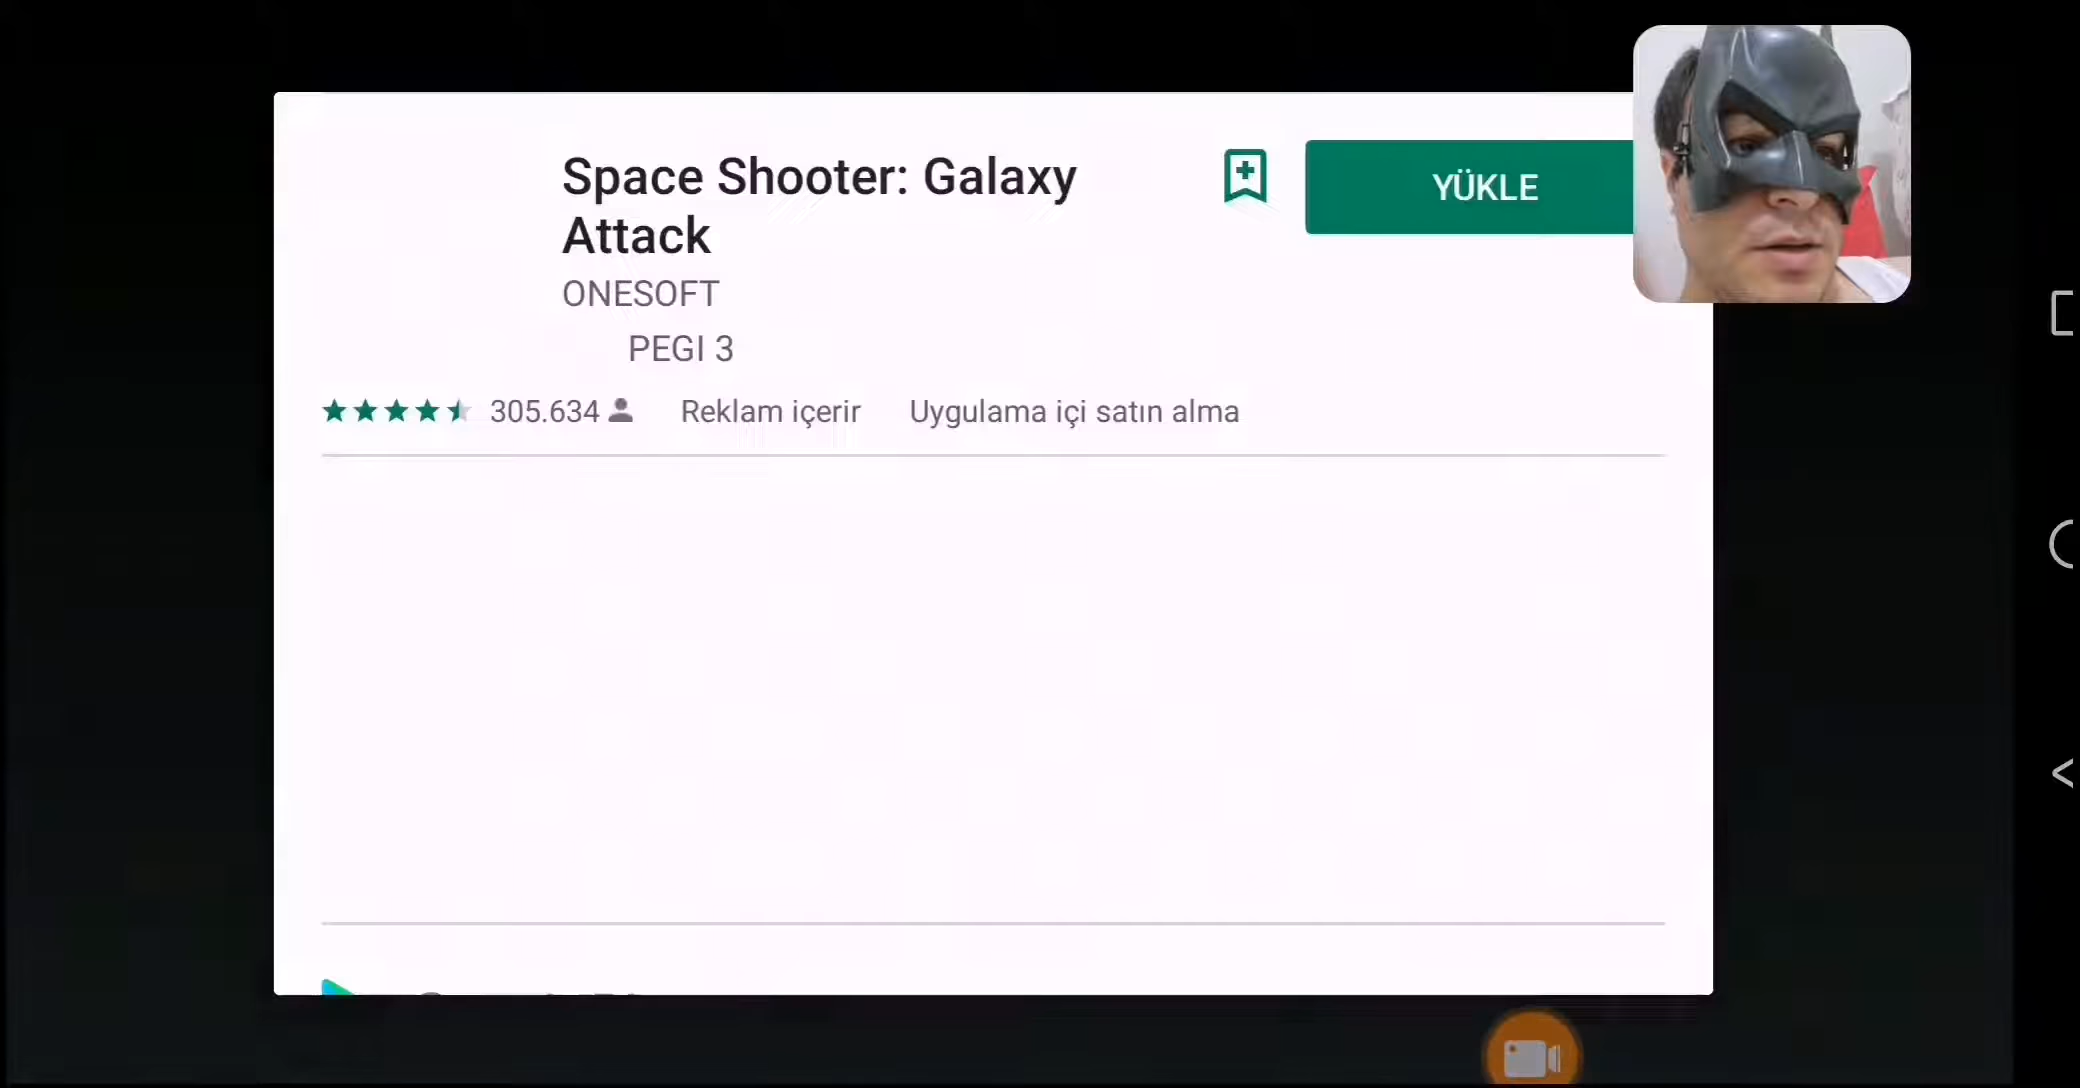 Space Shooter: Galaxy
Attack
YÜKLE
ONESOFT
PEGI 3
305.634
Reklam içerir
Uygulama içi satın alma